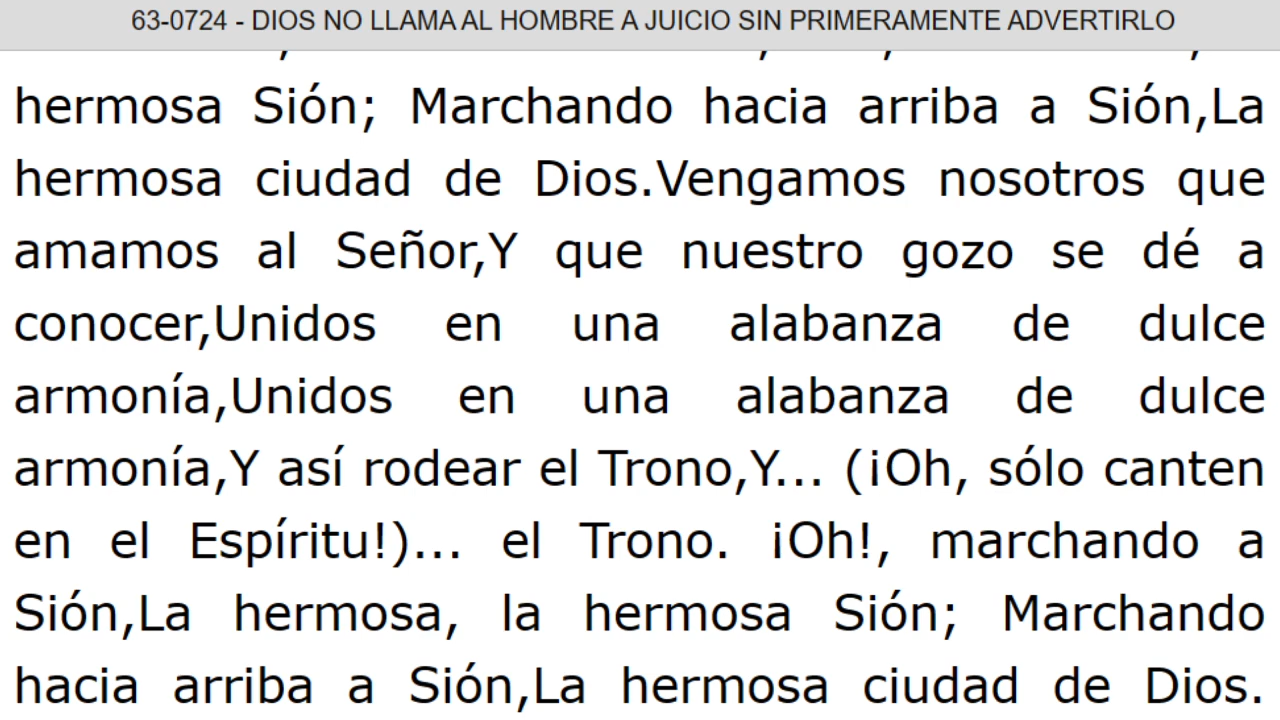 63-0724 - DIOS NO LLAMA AL HOMBRE A JUICIO SIN PRIMERAMENTE ADVERTIRLO
hermosa Sión; Marchando hacia arriba a Sión,La
hermosa ciudad de Dios.Vengamos nosotros que
amamos al Señor,Y que nuestro gozo se dé a
conocer,Unidos en una alabanza de dulce
armonía,Unidos en una alabanza de dulce
armonía,Y así rodear el Trono,Y... (¡Oh, sólo canten
en el Espíritu!)... el Trono. ¡Oh!, marchando a
Sión,La hermosa, la hermosa Sión; Marchando
hacia arriba a Sión,La hermosa ciudad de Dios.